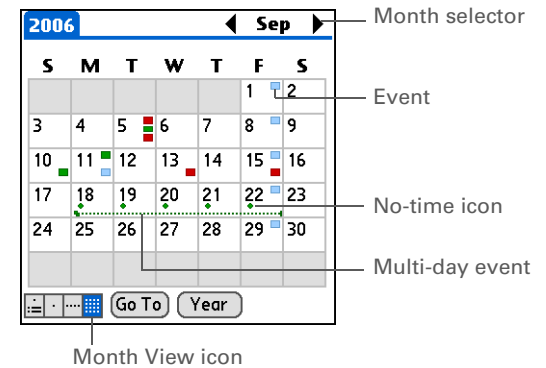 2006 Sep
Month selector
S M T W T F S
1 2
Event
3 4 5 6 7 8 9
10 11 12 13 14 15 16
17 18 19 20 21 22 23
No-time icon
24 25 26 27 28 29 30
Multi-day event
Go To Year
Month View icon